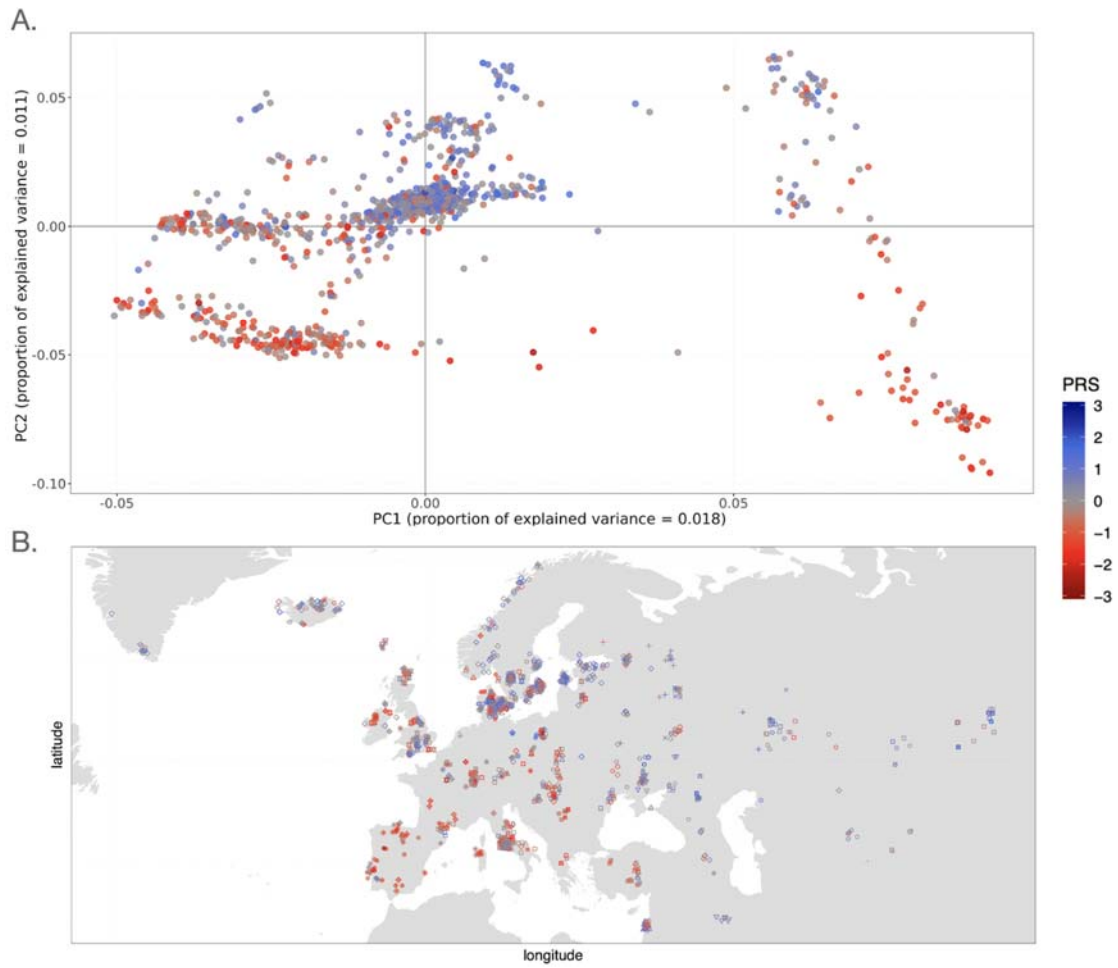 A.
0.05
0.00
-0.05
-0.10
PC2 (proportion of explained variance = 0.011)
-0.05
0.00
0.05
PC1 (proportion of explained variance = 0.018)
PRS
3
2
1
0
−1
−2
−3
B.
latitude
longitude